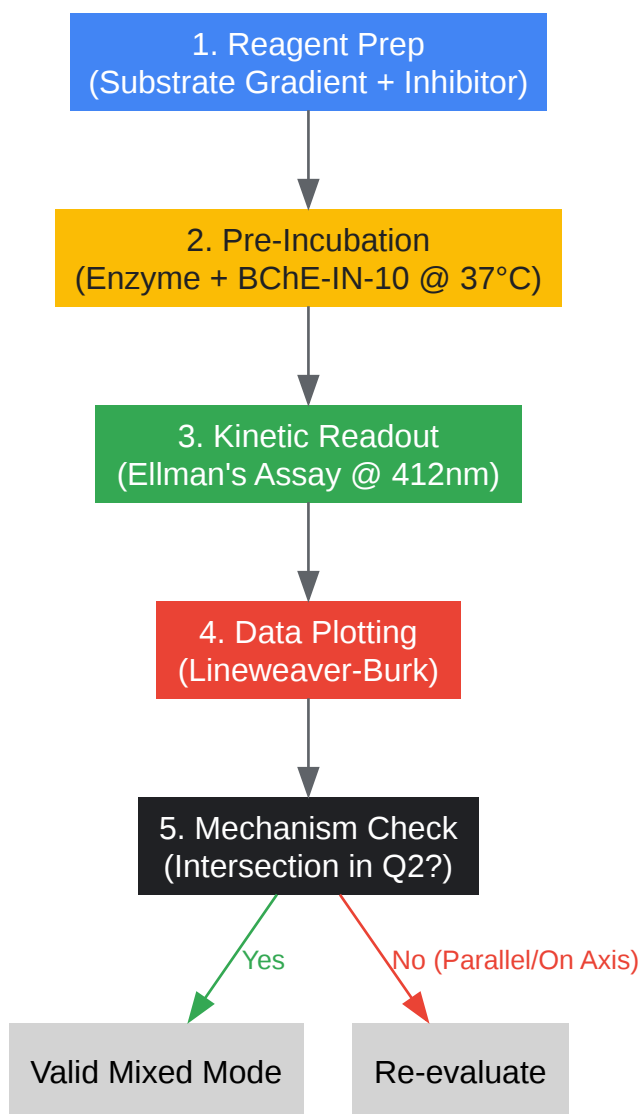 1. Reagent Prep
(Substrate Gradient + Inhibitor)
2. Pre-Incubation
(Enzyme + BChE-IN-10 @ 37°C)
3. Kinetic Readout
(Ellman's Assay @ 412nm)
4. Data Plotting
(Lineweaver-Burk)
5. Mechanism Check
(Intersection in Q2?)
Yes
No (Parallel/On Axis)
Valid Mixed Mode
Re-evaluate